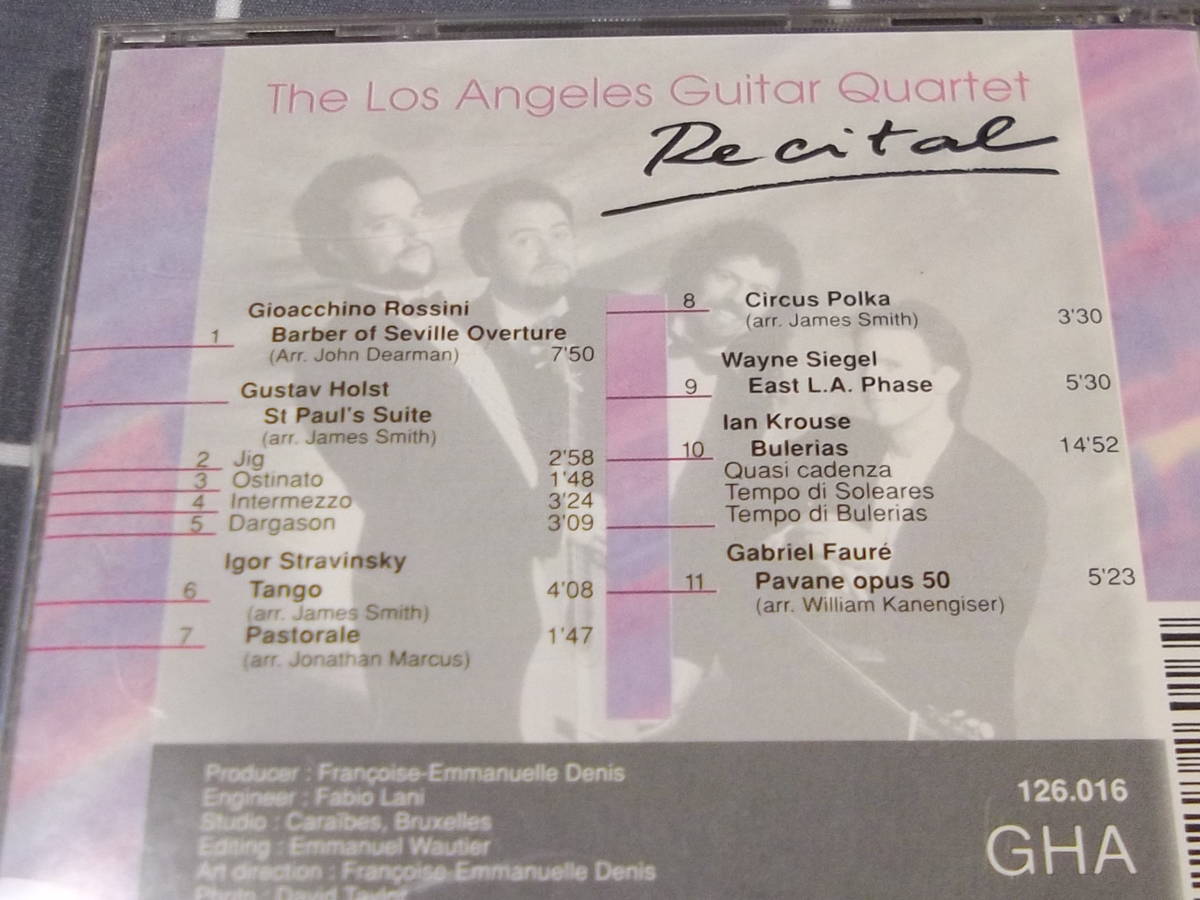 The Los Angeles Guitar Quartet
Recital
Gioacchino Rossini
1 Barber of Seville Overture
(Arr. John Dearman) 7'50
Gustav Holst
St Paul's Suite
(arr. James Smith)
2 Jig 2'58
3 Ostinato 1'48
4 Intermezzo 3'24
5 Dargason 3'09
Igor Stravinsky
6 Tango 4'08
(arr. James Smith)
7 Pastorale 1'47
(arr. Jonathan Marcus)
8 Circus Polka
(arr. James Smith) 3'30
Wayne Siegel
9 East L.A. Phase 5'30
Ian Krouse
10 Bulerias 14'52
Quasi cadenza
Tempo di Soleares
Tempo di Bulerias
Gabriel Fauré
11 Pavane opus 50 5'23
(arr. William Kanengiser)
Producer : Françoise-Emmanuelle Denis
Engineer : Fabio Lani
Studio : Caraïbes, Bruxelles
Editing : Emmanuel Wautier
Art direction : Françoise-Emmanuelle Denis
Photo : David Taylor
126.016
GHA